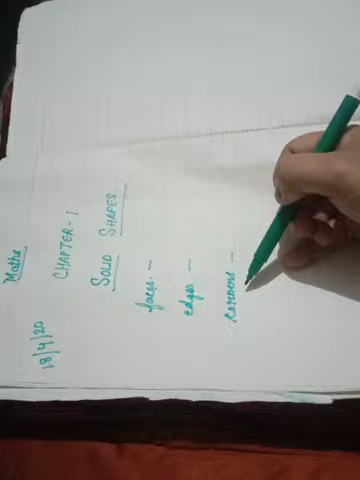 Maths
18/4/20
CHAPTER - 1
SOLID SHAPES
faces. -
edges -
corners -